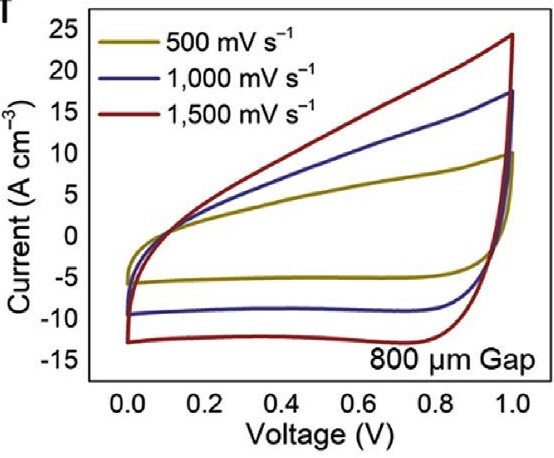 f
25
20
15
10
5
0
-5
-10
-15
Current (A cm⁻³)
500 mV s⁻¹
1,000 mV s⁻¹
1,500 mV s⁻¹
800 μm Gap
0.0 0.2 0.4 0.6 0.8 1.0
Voltage (V)